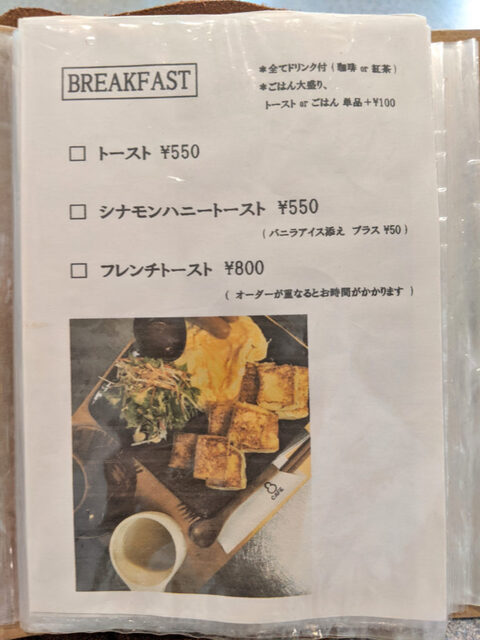 BREAKFAST
＊全てドリンク付 ( 珈琲 or 紅茶 )
＊ごはん大盛り、
トースト or ごはん 単品 ＋¥100
□ トースト ¥550
□ シナモンハニートースト ¥550
( バニラアイス添え プラス ¥50 )
□ フレンチトースト ¥800
( オーダーが重なるとお時間がかかります )
CAFE